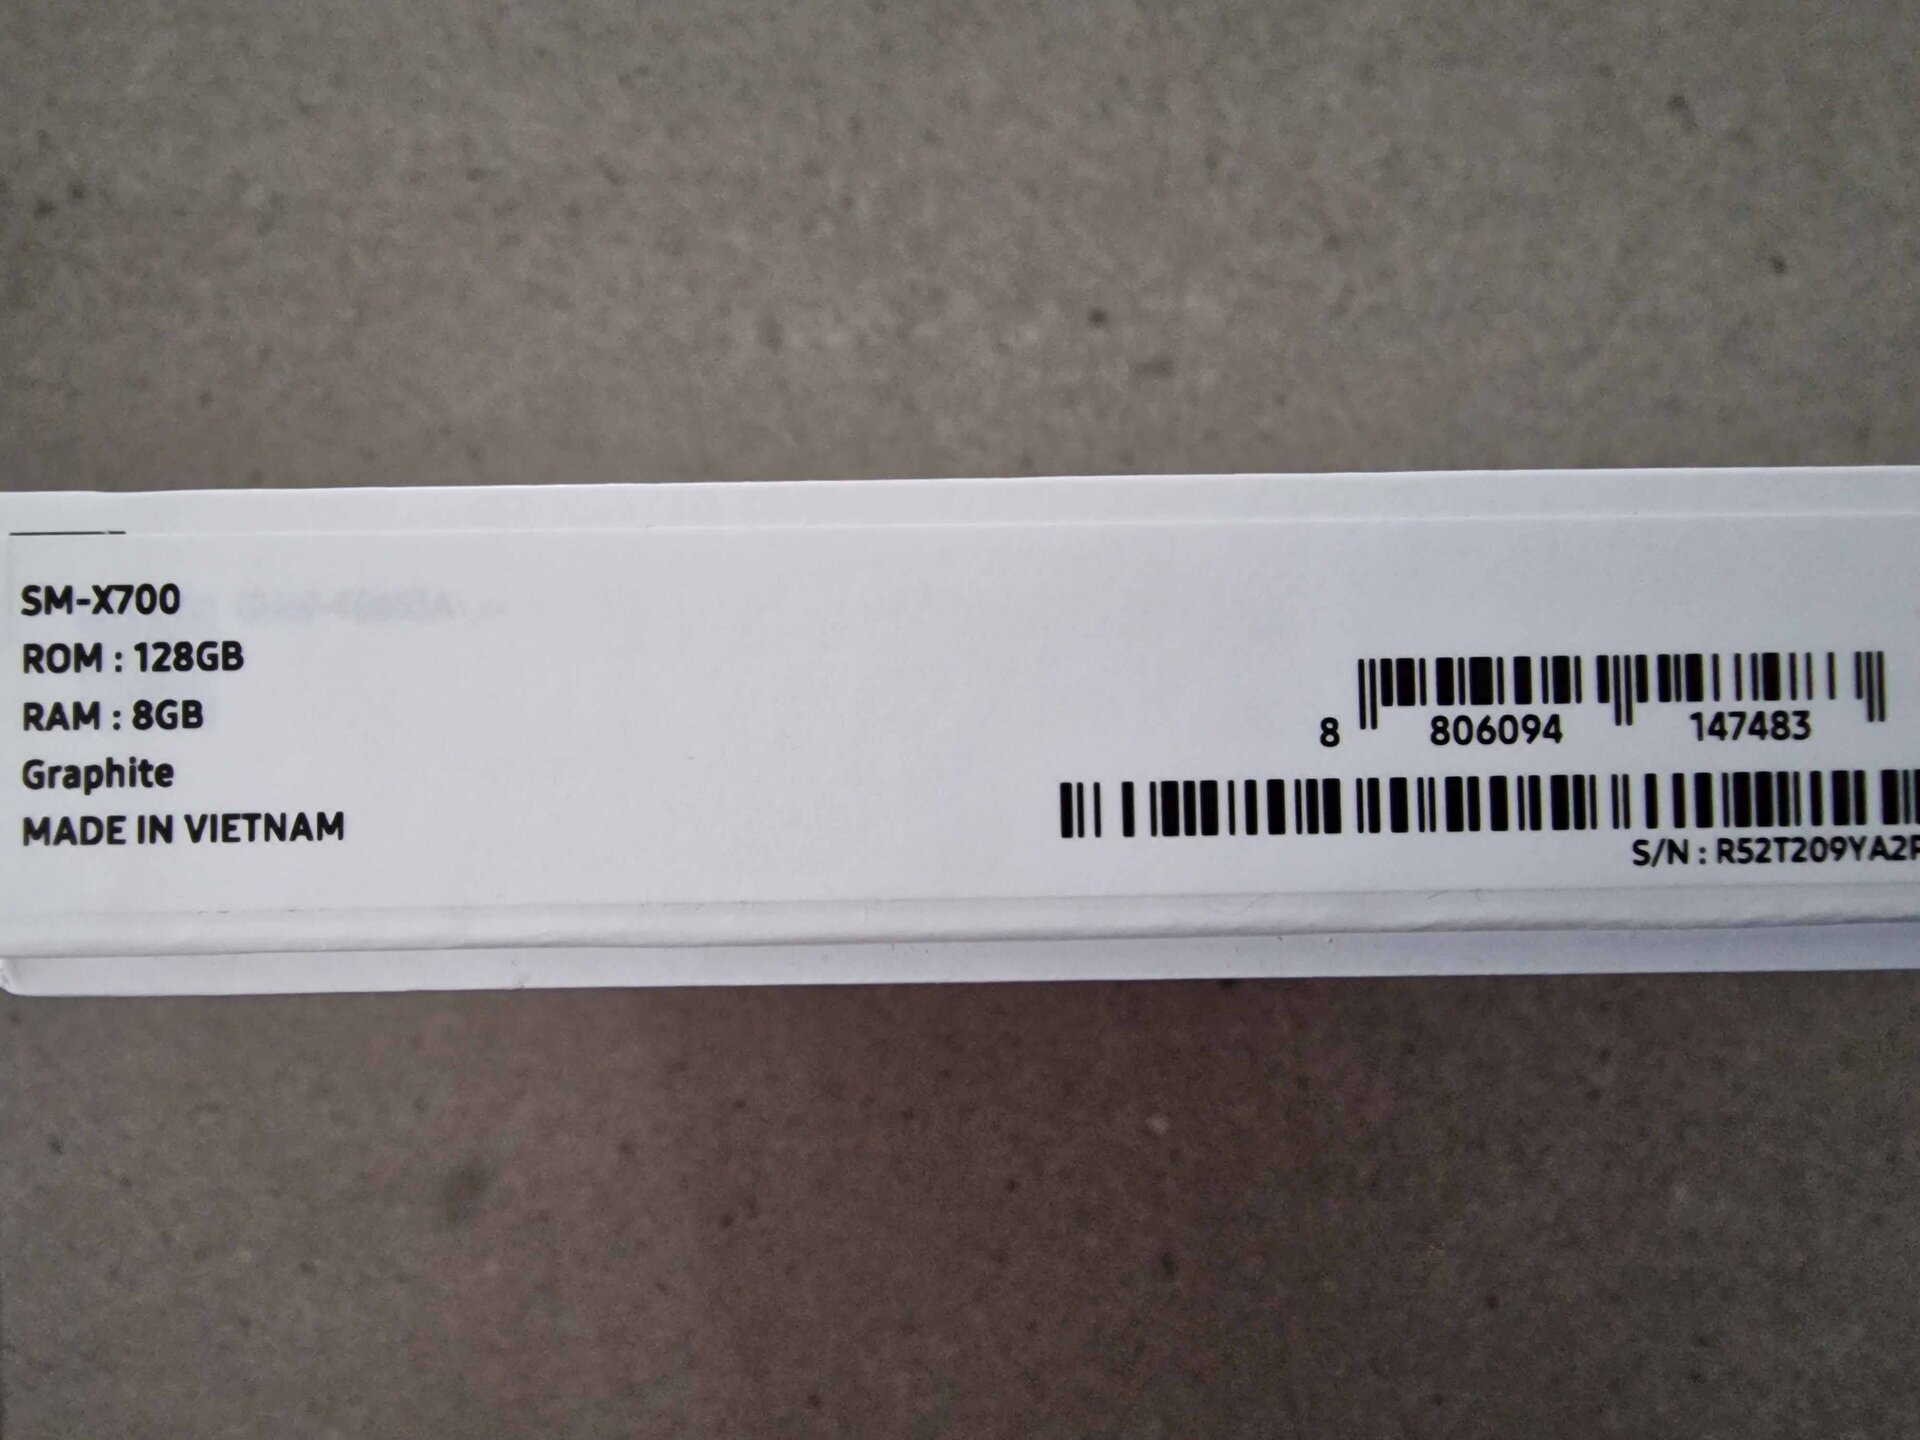 SM-X700
ROM : 128GB
RAM : 8GB
Graphite
MADE IN VIETNAM
8 806094 147483
S/N : R52T209YA2